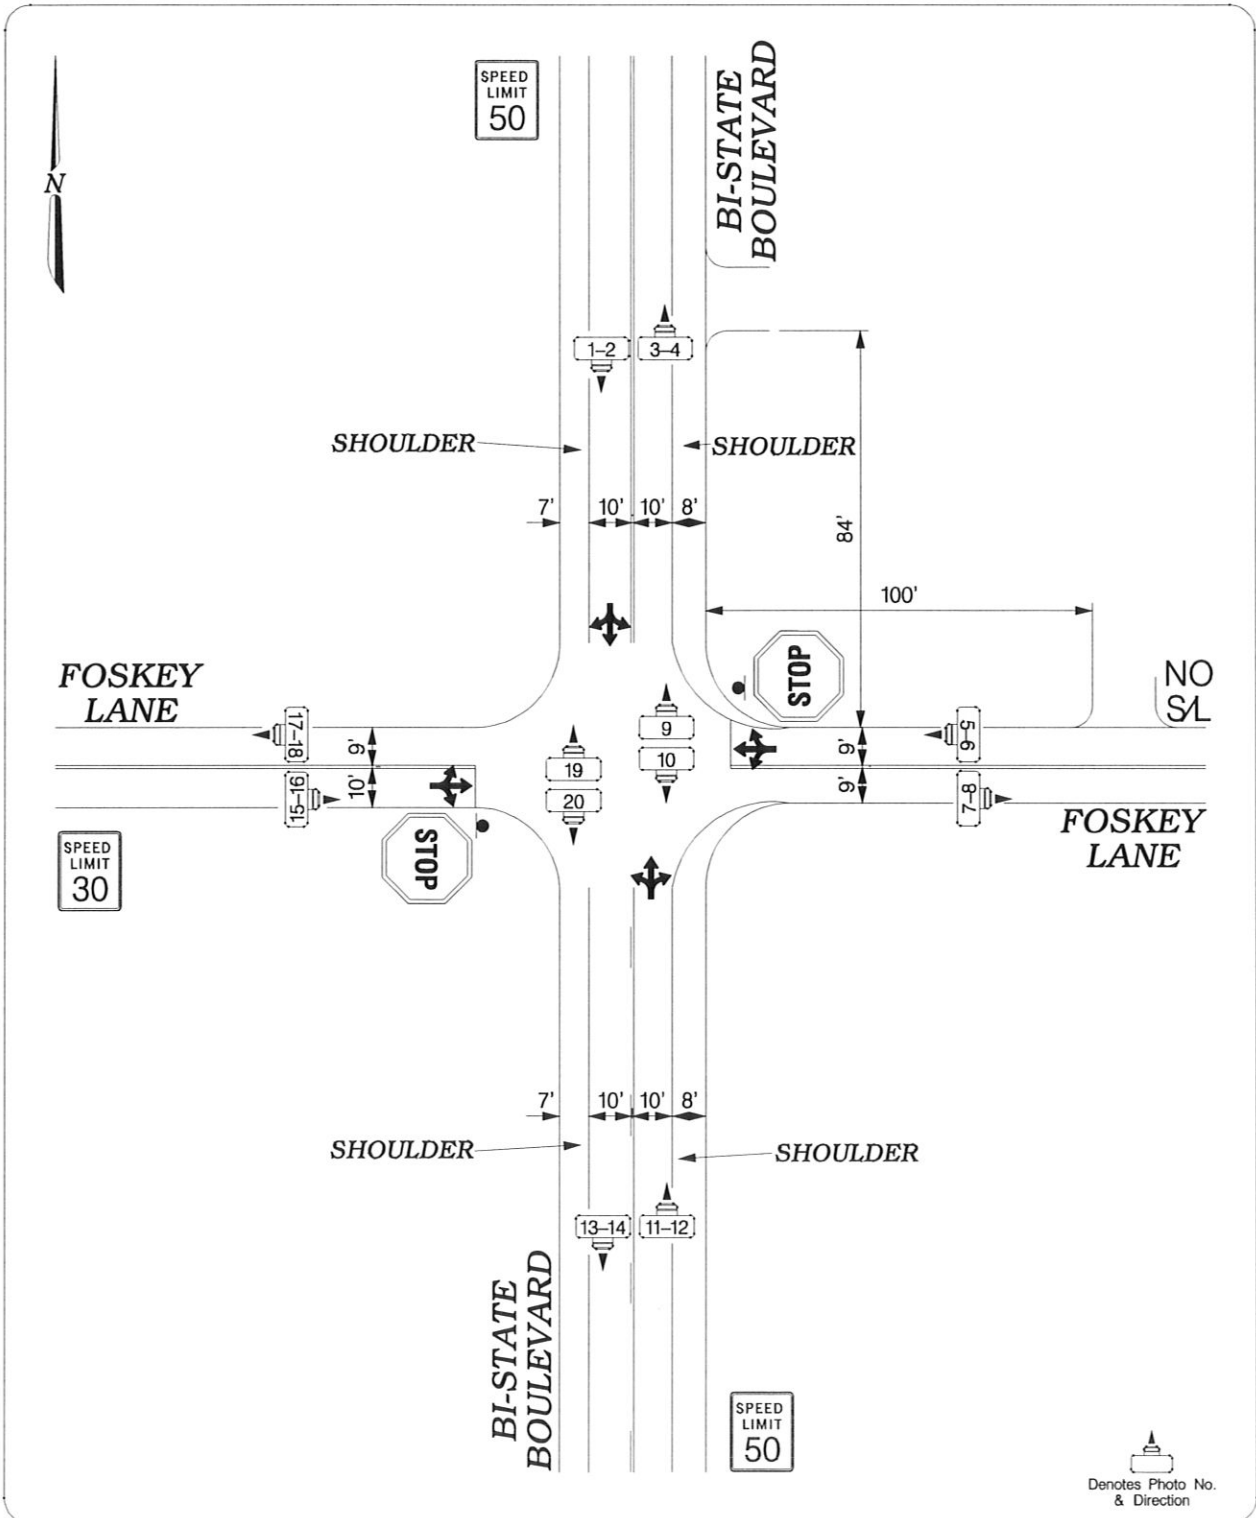 SPEED
LIMIT
50
BI-STATE
BOULEVARD
N
1-2
3-4
SHOULDER
SHOULDER
7'
10'
10'
8'
84'
100'
FOSKEY
LANE
STOP
NO
S/L
17-18
9'
9
10
9'
5-6
19
20
15-16
10'
9'
7-8
FOSKEY
LANE
STOP
SPEED
LIMIT
30
7'
10'
10'
8'
SHOULDER
SHOULDER
13-14
11-12
BI-STATE
BOULEVARD
SPEED
LIMIT
50
Denotes Photo No.
& Direction